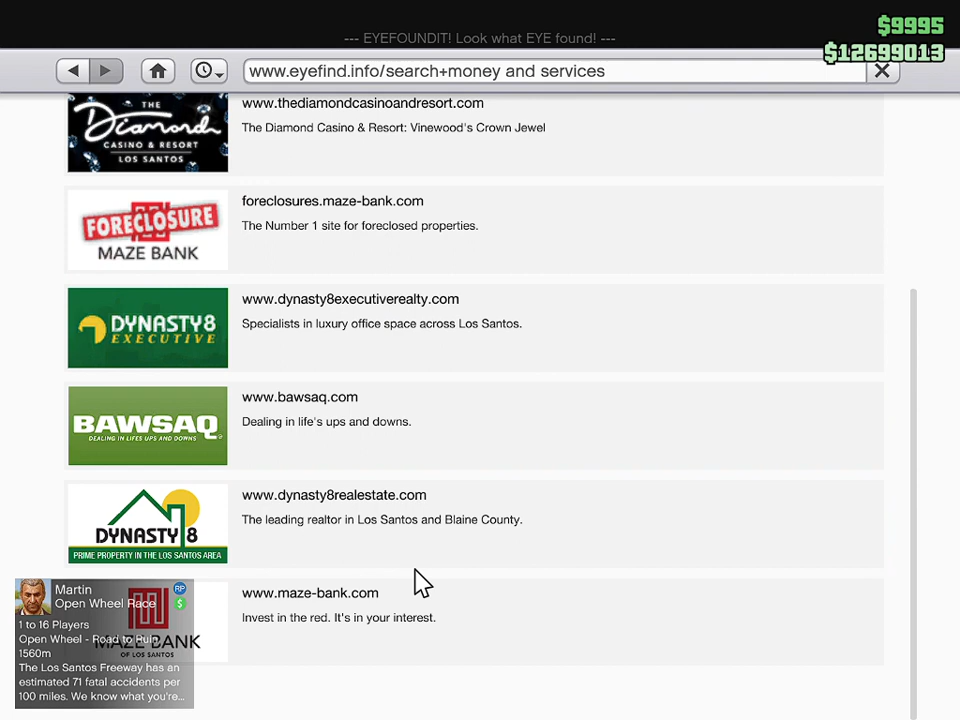 $9995
--- EYEFOUNDIT! Look what EYE found! ---
$12699013
www.eyefind.info/search+money and services
THE
Diamond
CASINO & RESORT
LOS SANTOS
www.thediamondcasinoandresort.com
The Diamond Casino & Resort: Vinewood's Crown Jewel
FORECLOSURE
MAZE BANK
foreclosures.maze-bank.com
The Number 1 site for foreclosed properties.
DYNASTY 8
EXECUTIVE
www.dynasty8executiverealty.com
Specialists in luxury office space across Los Santos.
BAWSAQ
DEALING IN LIFES UPS AND DOWNS
www.bawsaq.com
Dealing in life's ups and downs.
DYNASTY 8
PRIME PROPERTY IN THE LOS SANTOS AREA
www.dynasty8realestate.com
The leading realtor in Los Santos and Blaine County.
MAZE BANK
OF LOS SANTOS
www.maze-bank.com
Invest in the red. It's in your interest.
Martin
RP
Open Wheel Race
$
1 to 16 Players
Open Wheel - Road to Ruin
1560m
The Los Santos Freeway has an
estimated 71 fatal accidents per
100 miles. We know what you're...